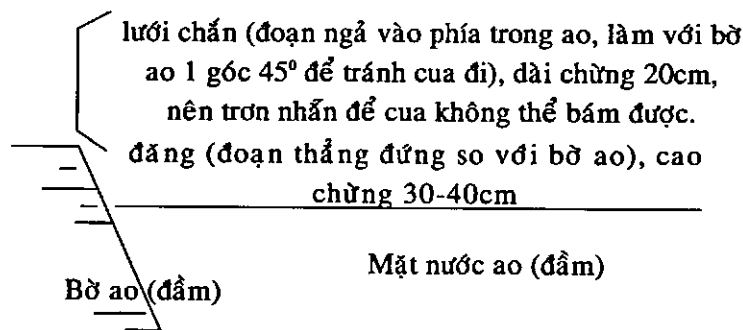 lưới chắn (đoạn ngả vào phía trong ao, làm với bờ
ao 1 góc 45⁰ để tránh cua đi), dài chừng 20cm,
nên trơn nhẵn để cua không thể bám được.
đăng (đoạn thẳng đứng so với bờ ao), cao
chừng 30-40cm
Mặt nước ao (đầm)
Bờ ao (đầm)